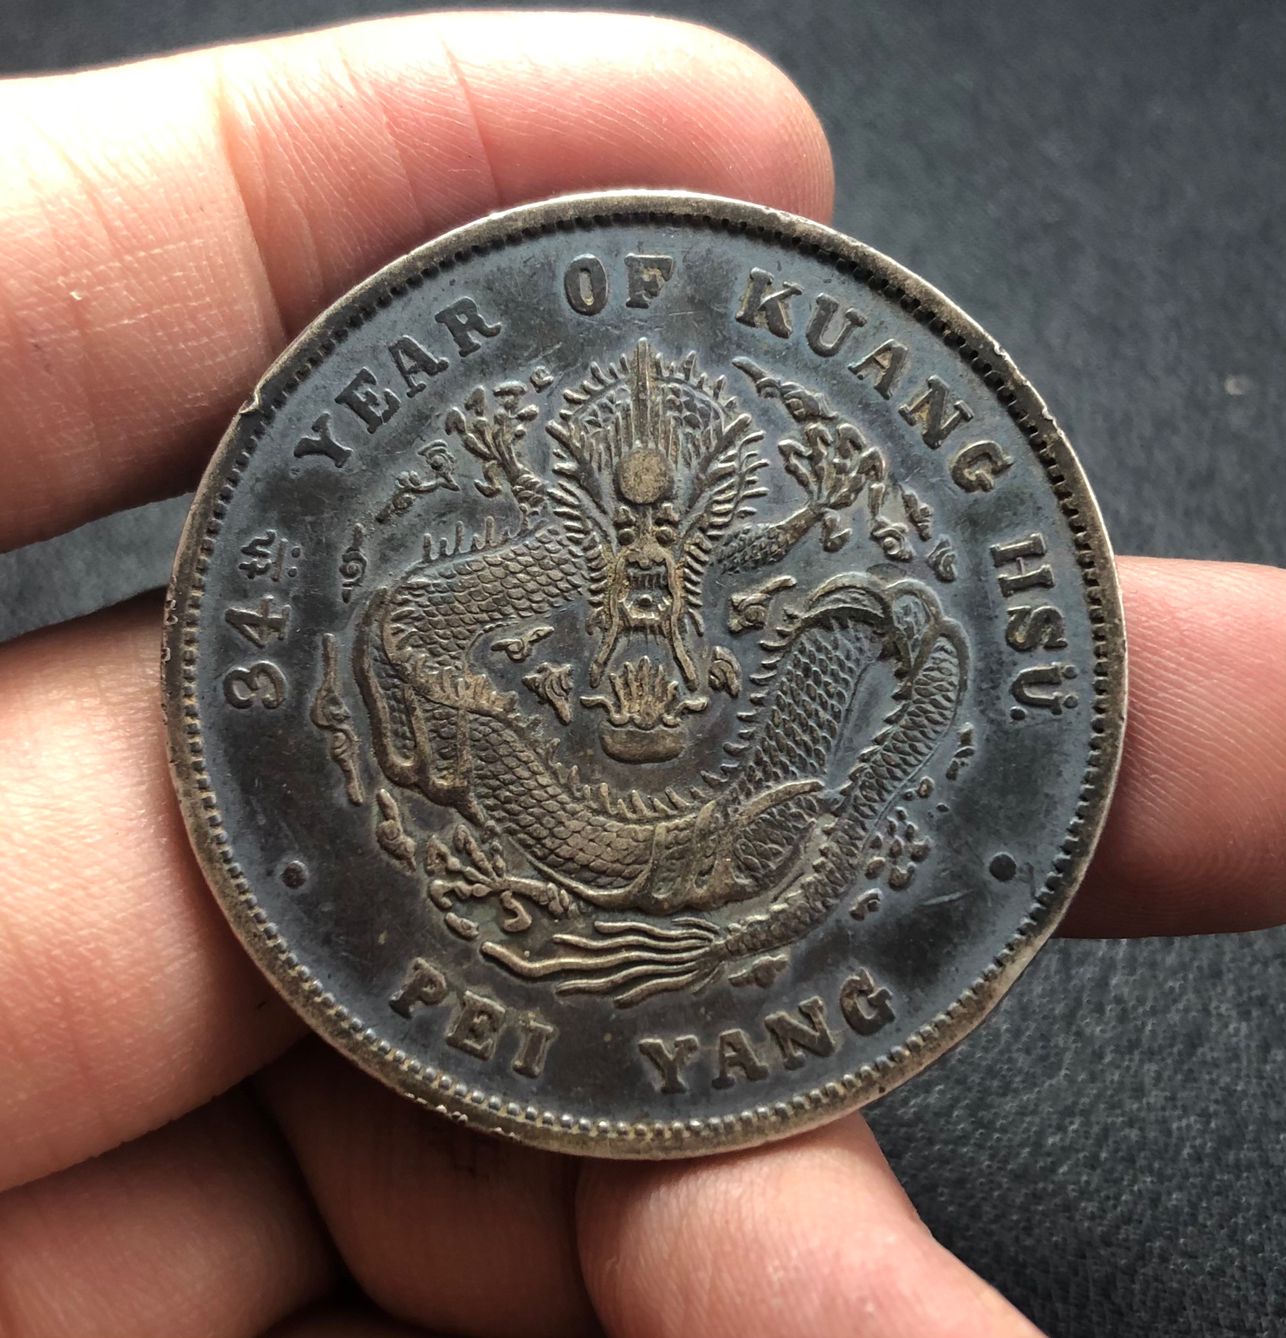 34TH YEAR OF KUANG HSÜ
PEI YANG